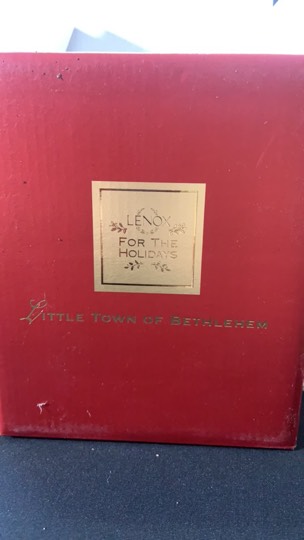 LENOX
FOR THE
HOLIDAYS
LITTLE TOWN OF BETHLEHEM